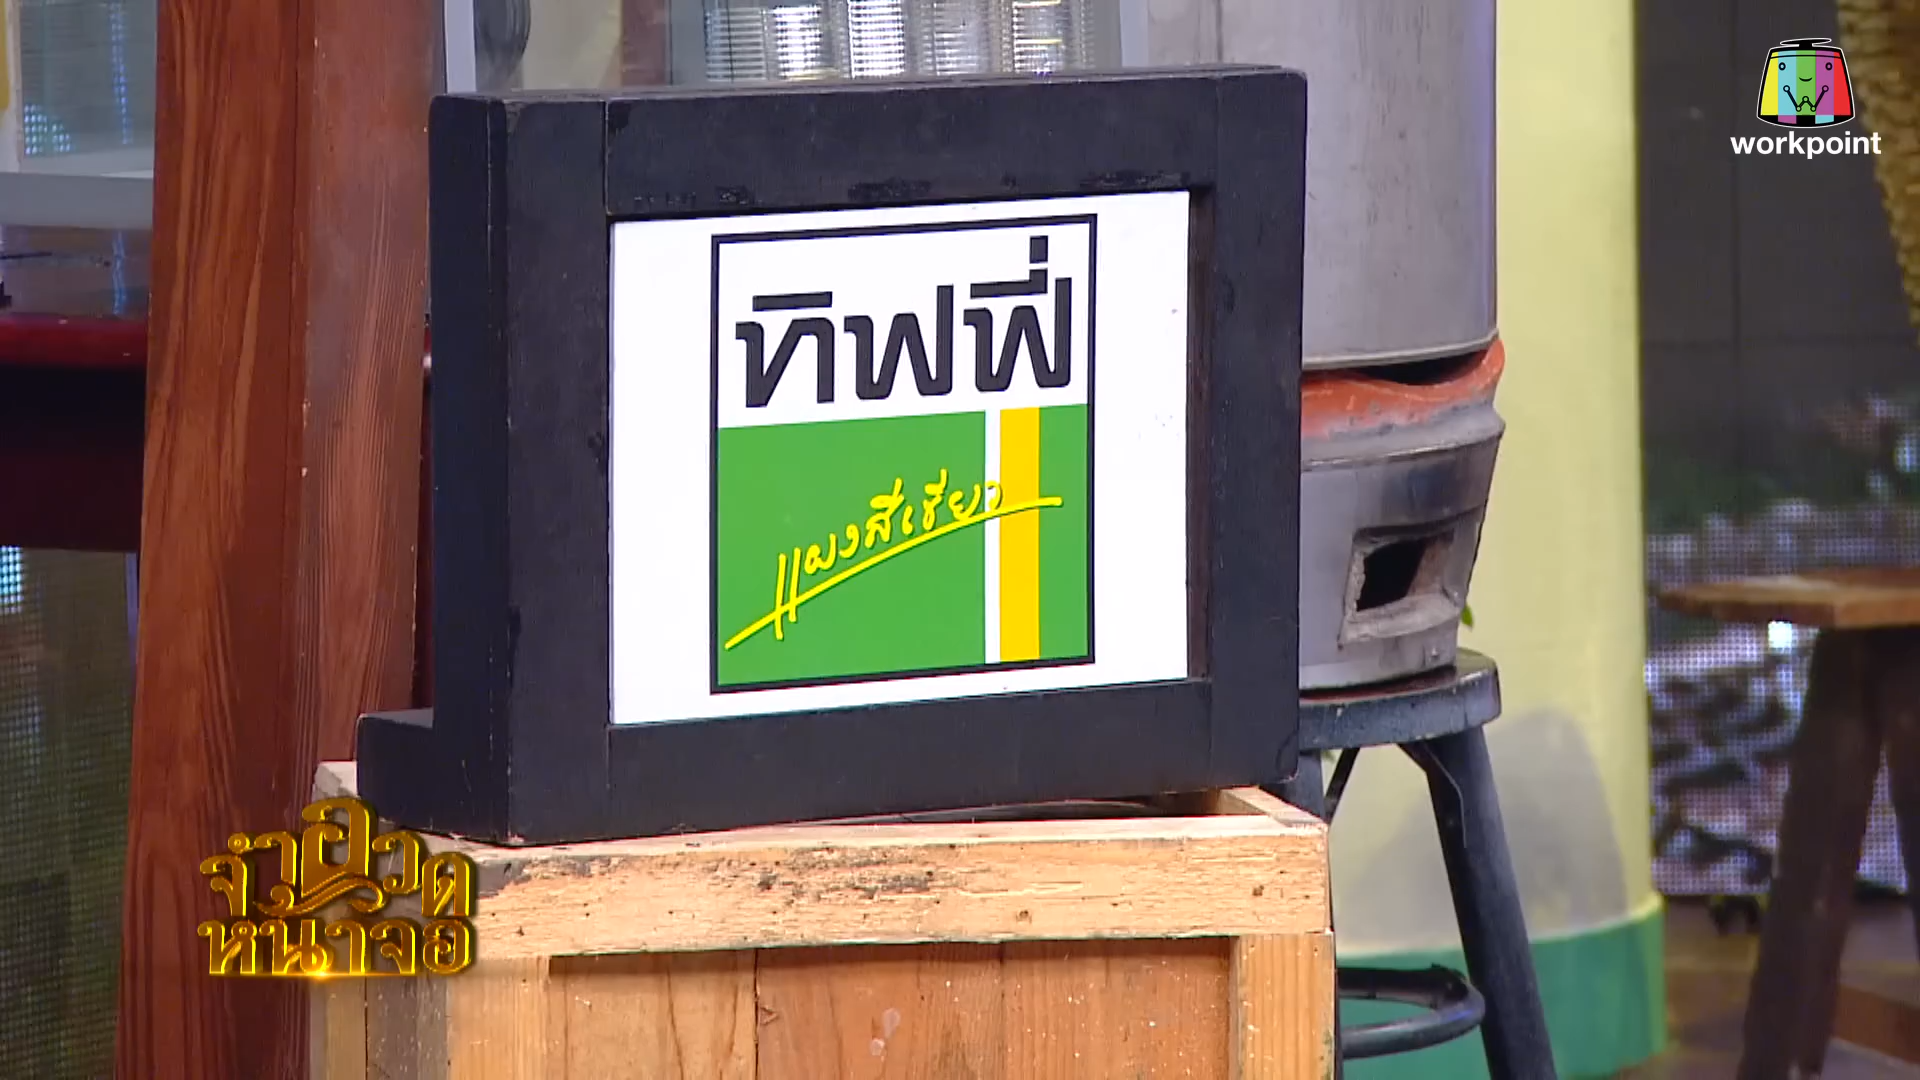 workpoint
ทิฟฟี่
แผงสีเขียว
จำอวด
หน้าจอ